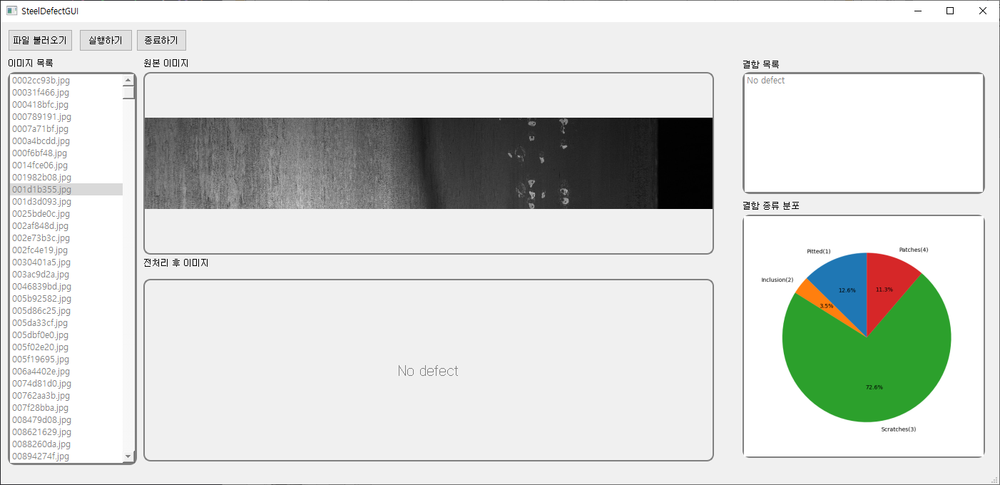 SteelDefectGUI
파일 불러오기
실행하기
종료하기
이미지 목록
0002cc93b.jpg
00031f466.jpg
000418bfc.jpg
000789191.jpg
0007a71bf.jpg
000a4bcdd.jpg
000f6bf48.jpg
0014fce06.jpg
001982b08.jpg
001d1b355.jpg
001d3d093.jpg
0025bde0c.jpg
002af848d.jpg
002e73b3c.jpg
002fc4e19.jpg
0030401a5.jpg
003ac9d2a.jpg
0046839bd.jpg
005b92582.jpg
005d86c25.jpg
005da33cf.jpg
005dbf0e0.jpg
005f02e20.jpg
005f19695.jpg
006a4402e.jpg
0074d81d0.jpg
00762aa3b.jpg
007f28bba.jpg
008479d08.jpg
008621629.jpg
0088260da.jpg
00894274f.jpg
원본 이미지
전처리 후 이미지
No defect
결함 목록
No defect
결함 종류 분포
Pitted(1)
Patches(4)
Inclusion(2)
12.6%
11.3%
3.5%
72.6%
Scratches(3)